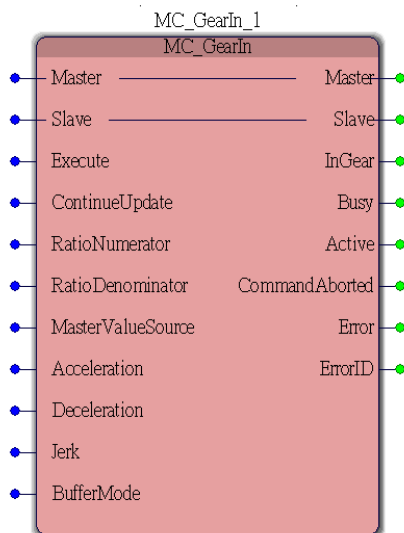 MC_GearIn_1
MC_GearIn
Master Master
Slave Slave
Execute InGear
ContinueUpdate Busy
RatioNumerator Active
RatioDenominator CommandAborted
MasterValueSource Error
Acceleration ErrorID
Deceleration
Jerk
BufferMode